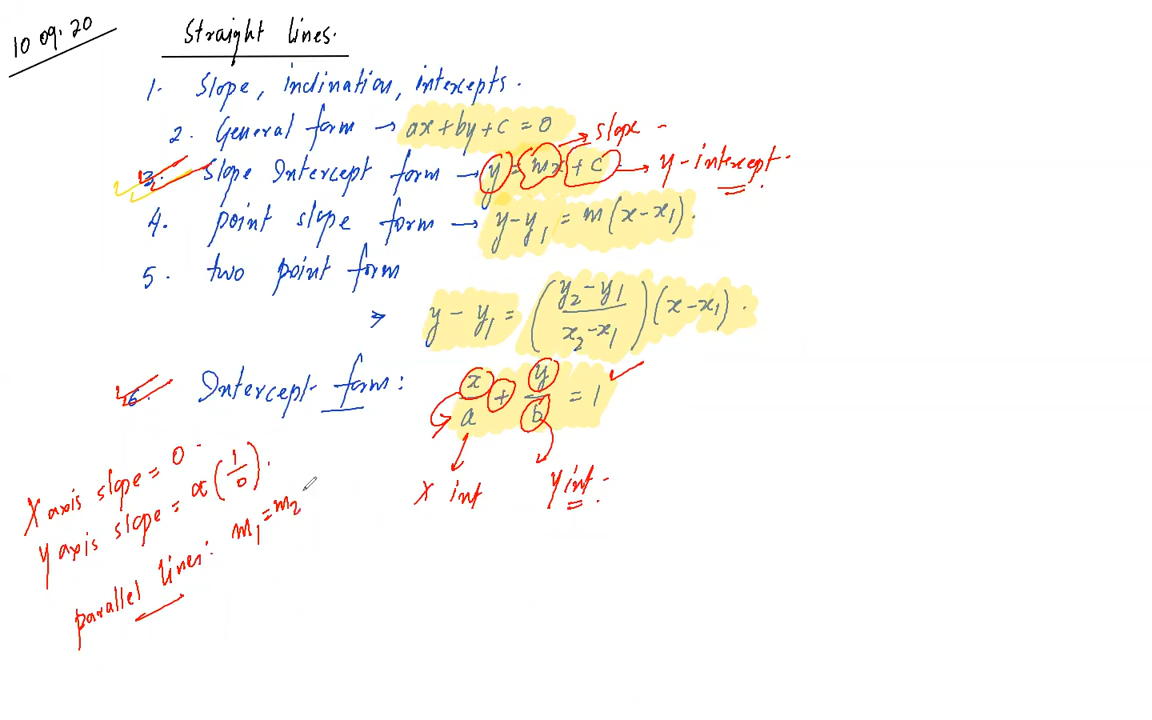 10 09.20
Straight lines.
1. Slope, inclination, intercepts.
2. General form → ax+by+c = 0
3. Slope Intercept form → y = mx + c
→ slope -
→ y-intercept.
4. point slope form → y-y₁ = m(x-x₁).
5. two point form
⇒ y - y₁ = ((y₂-y₁)/(x₂-x₁)) (x-x₁).
6. Intercept form: x/a + y/b = 1
X int
y int.
X axis slope = 0
Y axis slope = α (1/0).
parallel lines: m₁=m₂